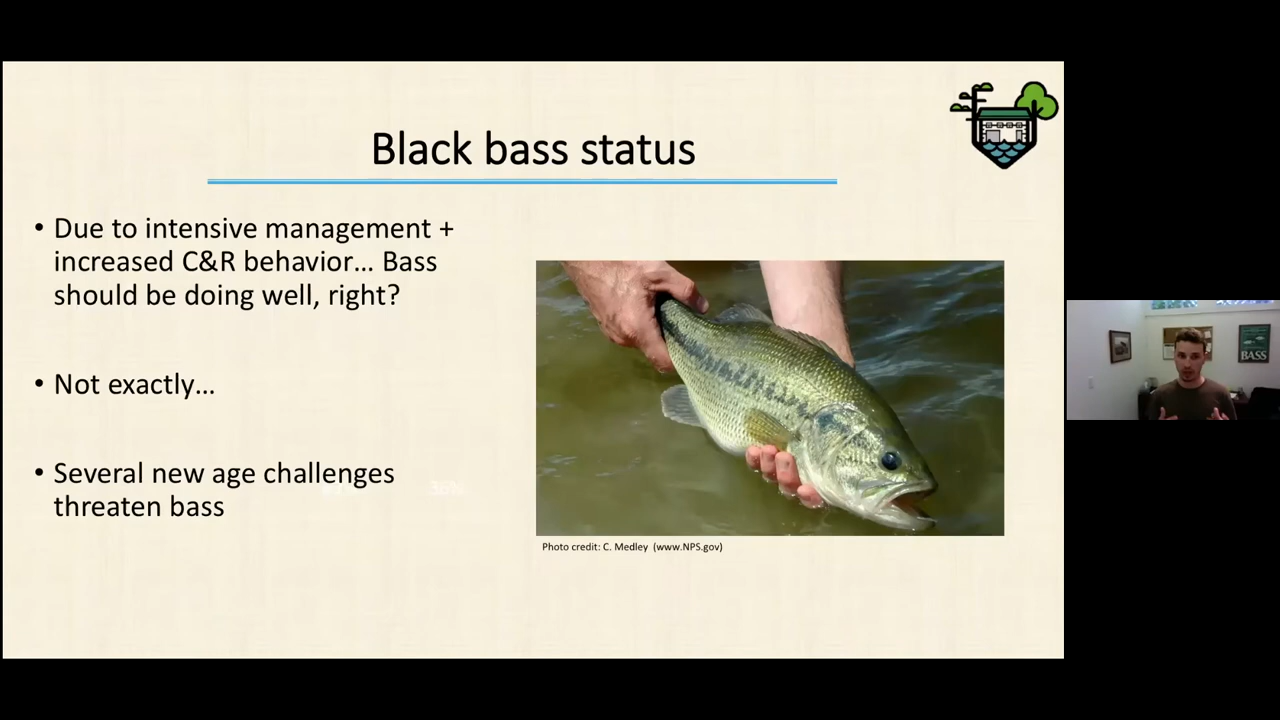 Black bass status
• Due to intensive management +
increased C&R behavior... Bass
should be doing well, right?
• Not exactly...
• Several new age challenges
threaten bass
Photo credit: C. Medley (www.NPS.gov)
BASS